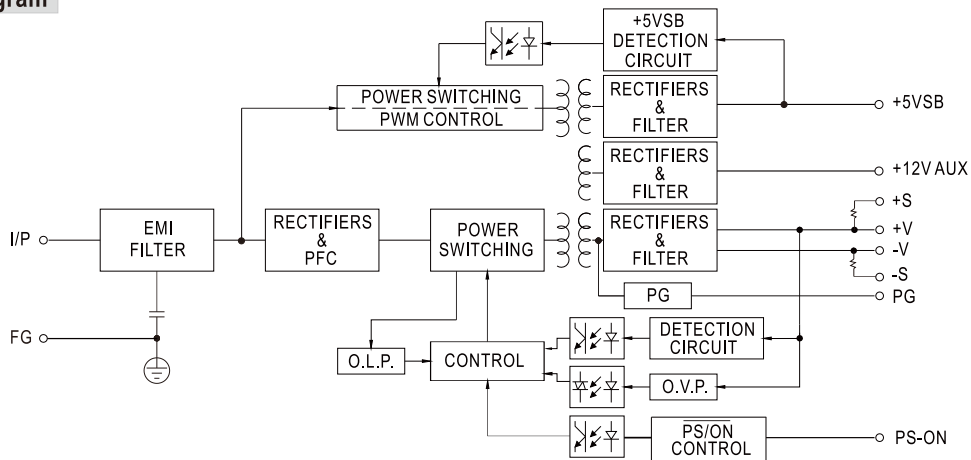 gram
+5VSB
DETECTION
CIRCUIT
POWER SWITCHING
PWM CONTROL
RECTIFIERS
&
FILTER
+5VSB
RECTIFIERS
&
FILTER
+12V AUX
I/P
EMI
FILTER
RECTIFIERS
&
PFC
POWER
SWITCHING
RECTIFIERS
&
FILTER
+S
+V
-V
-S
PG
PG
FG
O.L.P.
CONTROL
DETECTION
CIRCUIT
O.V.P.
PS/ON
CONTROL
PS-ON